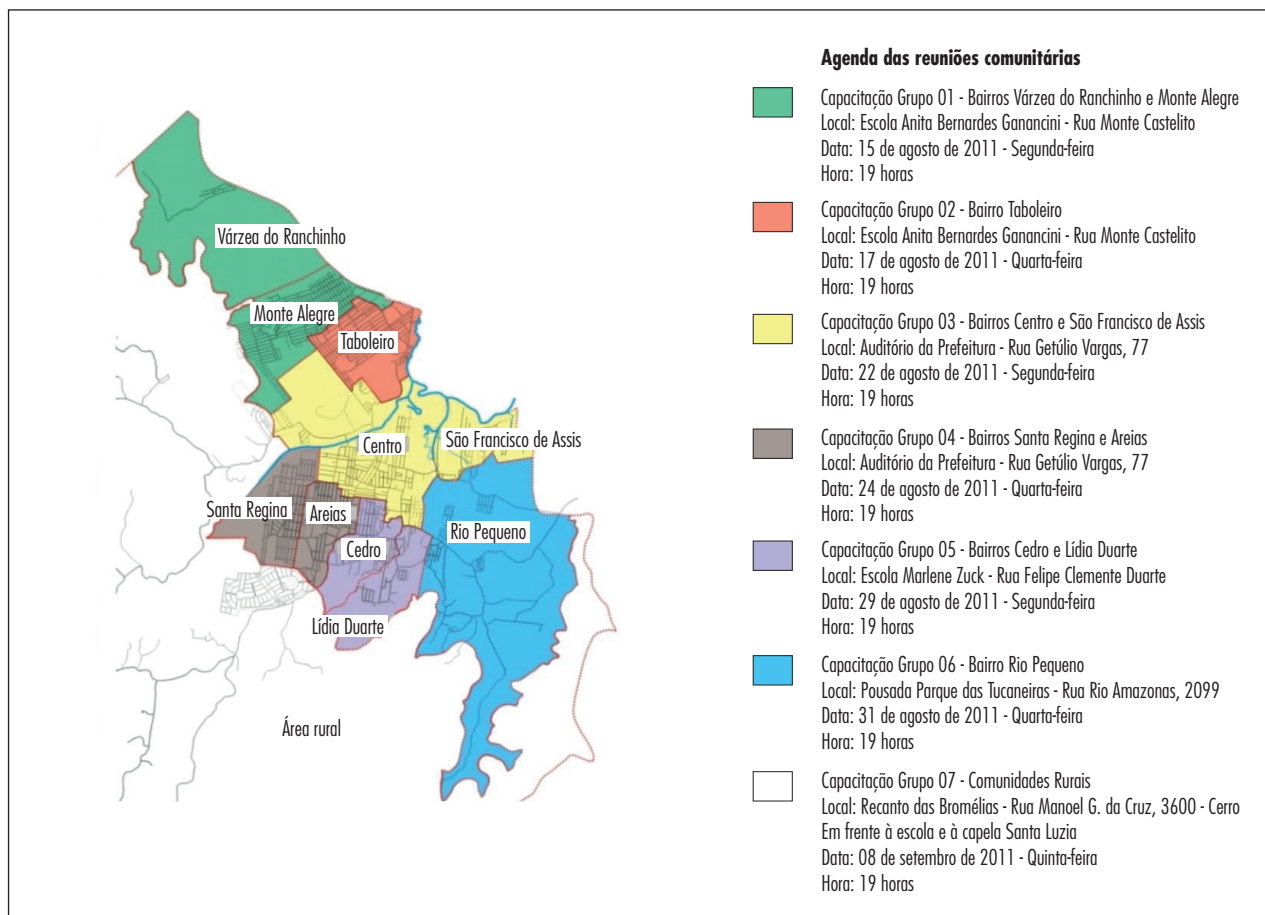 Várzea do Ranchinho
Monte Alegre
Taboleiro
Centro
São Francisco de Assis
Santa Regina
Areias
Rio Pequeno
Cedro
Lídia Duarte
Área rural
Agenda das reuniões comunitárias
Capacitação Grupo 01 - Bairros Várzea do Ranchinho e Monte Alegre
Local: Escola Anita Bernardes Ganancini - Rua Monte Castelito
Data: 15 de agosto de 2011 - Segunda-feira
Hora: 19 horas
Capacitação Grupo 02 - Bairro Taboleiro
Local: Escola Anita Bernardes Ganancini - Rua Monte Castelito
Data: 17 de agosto de 2011 - Quarta-feira
Hora: 19 horas
Capacitação Grupo 03 - Bairros Centro e São Francisco de Assis
Local: Auditório da Prefeitura - Rua Getúlio Vargas, 77
Data: 22 de agosto de 2011 - Segunda-feira
Hora: 19 horas
Capacitação Grupo 04 - Bairros Santa Regina e Areias
Local: Auditório da Prefeitura - Rua Getúlio Vargas, 77
Data: 24 de agosto de 2011 - Quarta-feira
Hora: 19 horas
Capacitação Grupo 05 - Bairros Cedro e Lídia Duarte
Local: Escola Marlene Zuck - Rua Felipe Clemente Duarte
Data: 29 de agosto de 2011 - Segunda-feira
Hora: 19 horas
Capacitação Grupo 06 - Bairro Rio Pequeno
Local: Pousada Parque das Tucaneiras - Rua Rio Amazonas, 2099
Data: 31 de agosto de 2011 - Quarta-feira
Hora: 19 horas
Capacitação Grupo 07 - Comunidades Rurais
Local: Recanto das Bromélias - Rua Manoel G. da Cruz, 3600 - Cerro
Em frente à escola e à capela Santa Luzia
Data: 08 de setembro de 2011 - Quinta-feira
Hora: 19 horas